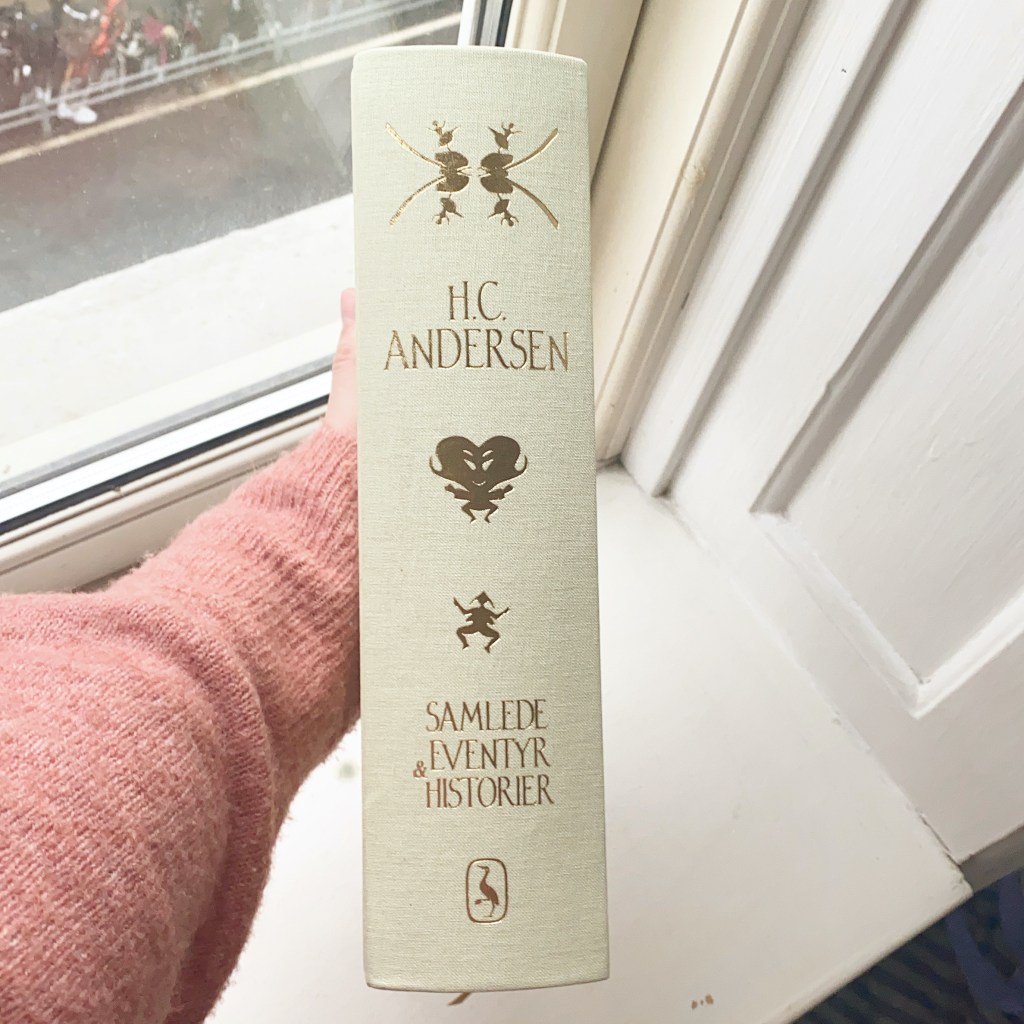 H.C.
ANDERSEN
SAMLEDE
EVENTYR
& HISTORIER